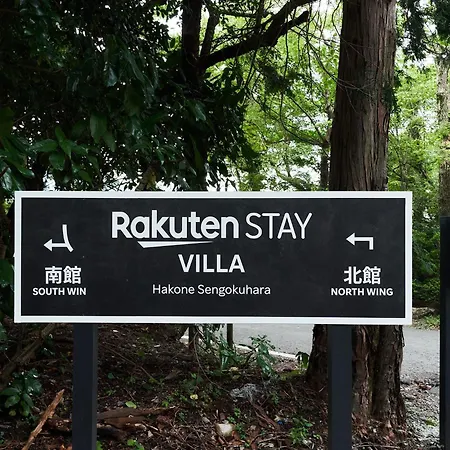 Rakuten STAY
VILLA
Hakone Sengokuhara
南館
SOUTH WIN
北館
NORTH WING